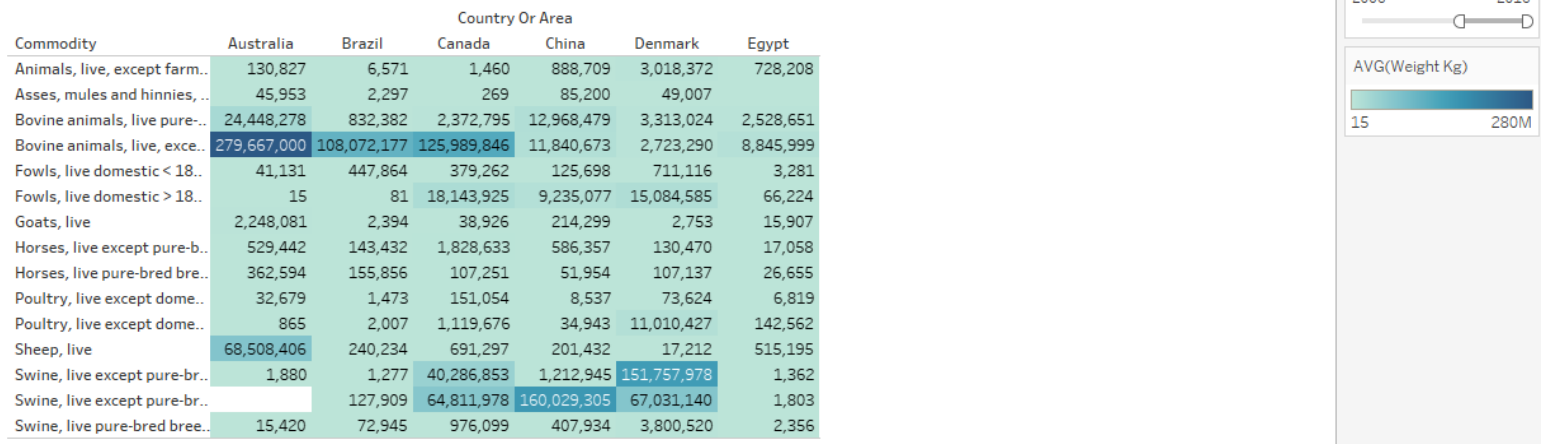 Country Or Area
Commodity Australia Brazil Canada China Denmark Egypt
Animals, live, except farm.. 130,827 6,571 1,460 888,709 3,018,372 728,208
Asses, mules and hinnies, .. 45,953 2,297 269 85,200 49,007
Bovine animals, live pure-.. 24,448,278 832,382 2,372,795 12,968,479 3,313,024 2,528,651
Bovine animals, live, exce.. 279,667,000 108,072,177 125,989,846 11,840,673 2,723,290 8,845,999
Fowls, live domestic < 18.. 41,131 447,864 379,262 125,698 711,116 3,281
Fowls, live domestic > 18.. 15 81 18,143,925 9,235,077 15,084,585 66,224
Goats, live 2,248,081 2,394 38,926 214,299 2,753 15,907
Horses, live except pure-b.. 529,442 143,432 1,828,633 586,357 130,470 17,058
Horses, live pure-bred bre.. 362,594 155,856 107,251 51,954 107,137 26,655
Poultry, live except dome.. 32,679 1,473 151,054 8,537 73,624 6,819
Poultry, live except dome.. 865 2,007 1,119,676 34,943 11,010,427 142,562
Sheep, live 68,508,406 240,234 691,297 201,432 17,212 515,195
Swine, live except pure-br.. 1,880 1,277 40,286,853 1,212,945 151,757,978 1,362
Swine, live except pure-br.. 127,909 64,811,978 160,029,305 67,031,140 1,803
Swine, live pure-bred bree.. 15,420 72,945 976,099 407,934 3,800,520 2,356
AVG(Weight Kg)
15 280M